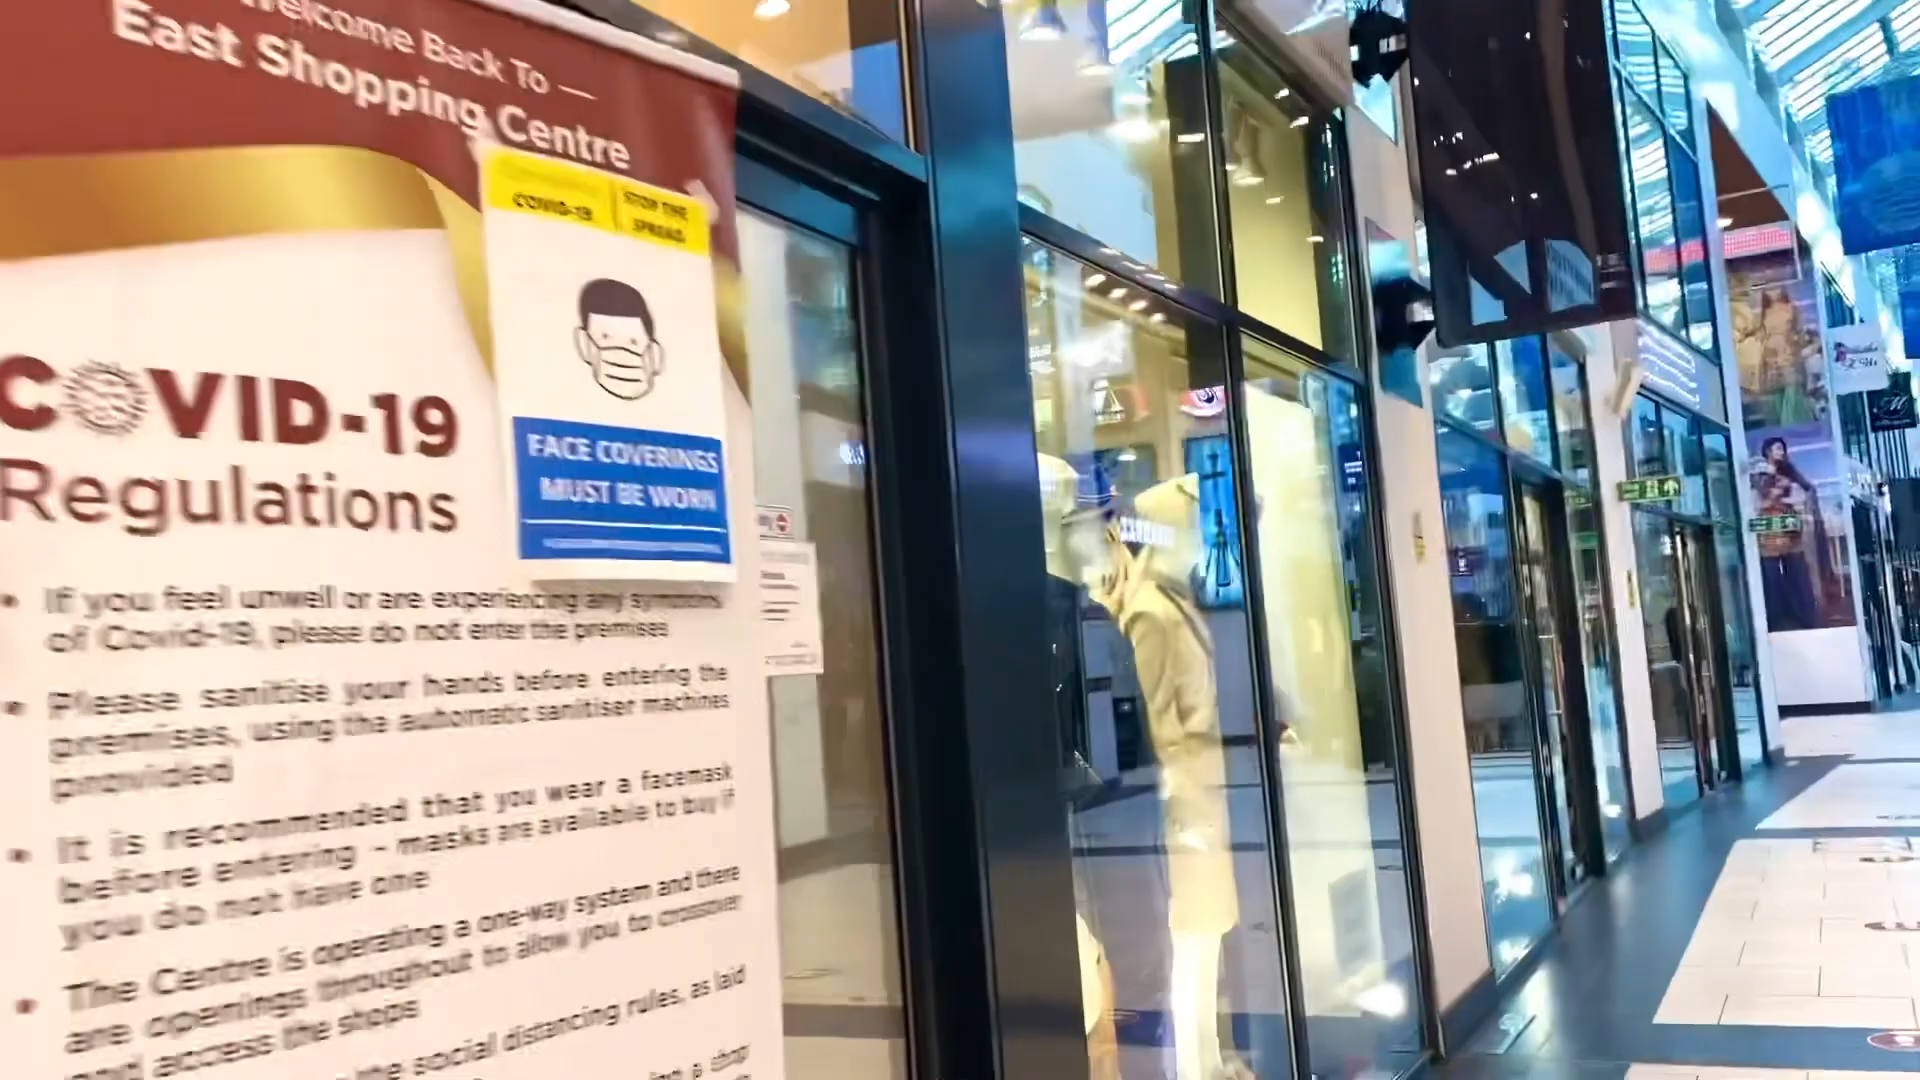 Welcome Back To —
East Shopping Centre
COVID-19
STOP THE
SPREAD
FACE COVERINGS
MUST BE WORN
COVID-19
Regulations
• If you feel unwell or are experiencing any symptoms
of Covid-19, please do not enter the premises
• Please sanitise your hands before entering the
premises, using the automatic sanitiser machines
provided
• It is recommended that you wear a facemask
before entering – masks are available to buy if
you do not have one
• The Centre is operating a one-way system and there
are openings throughout to allow you to crossover
and access the shops
the social distancing rules, as laid
a shop